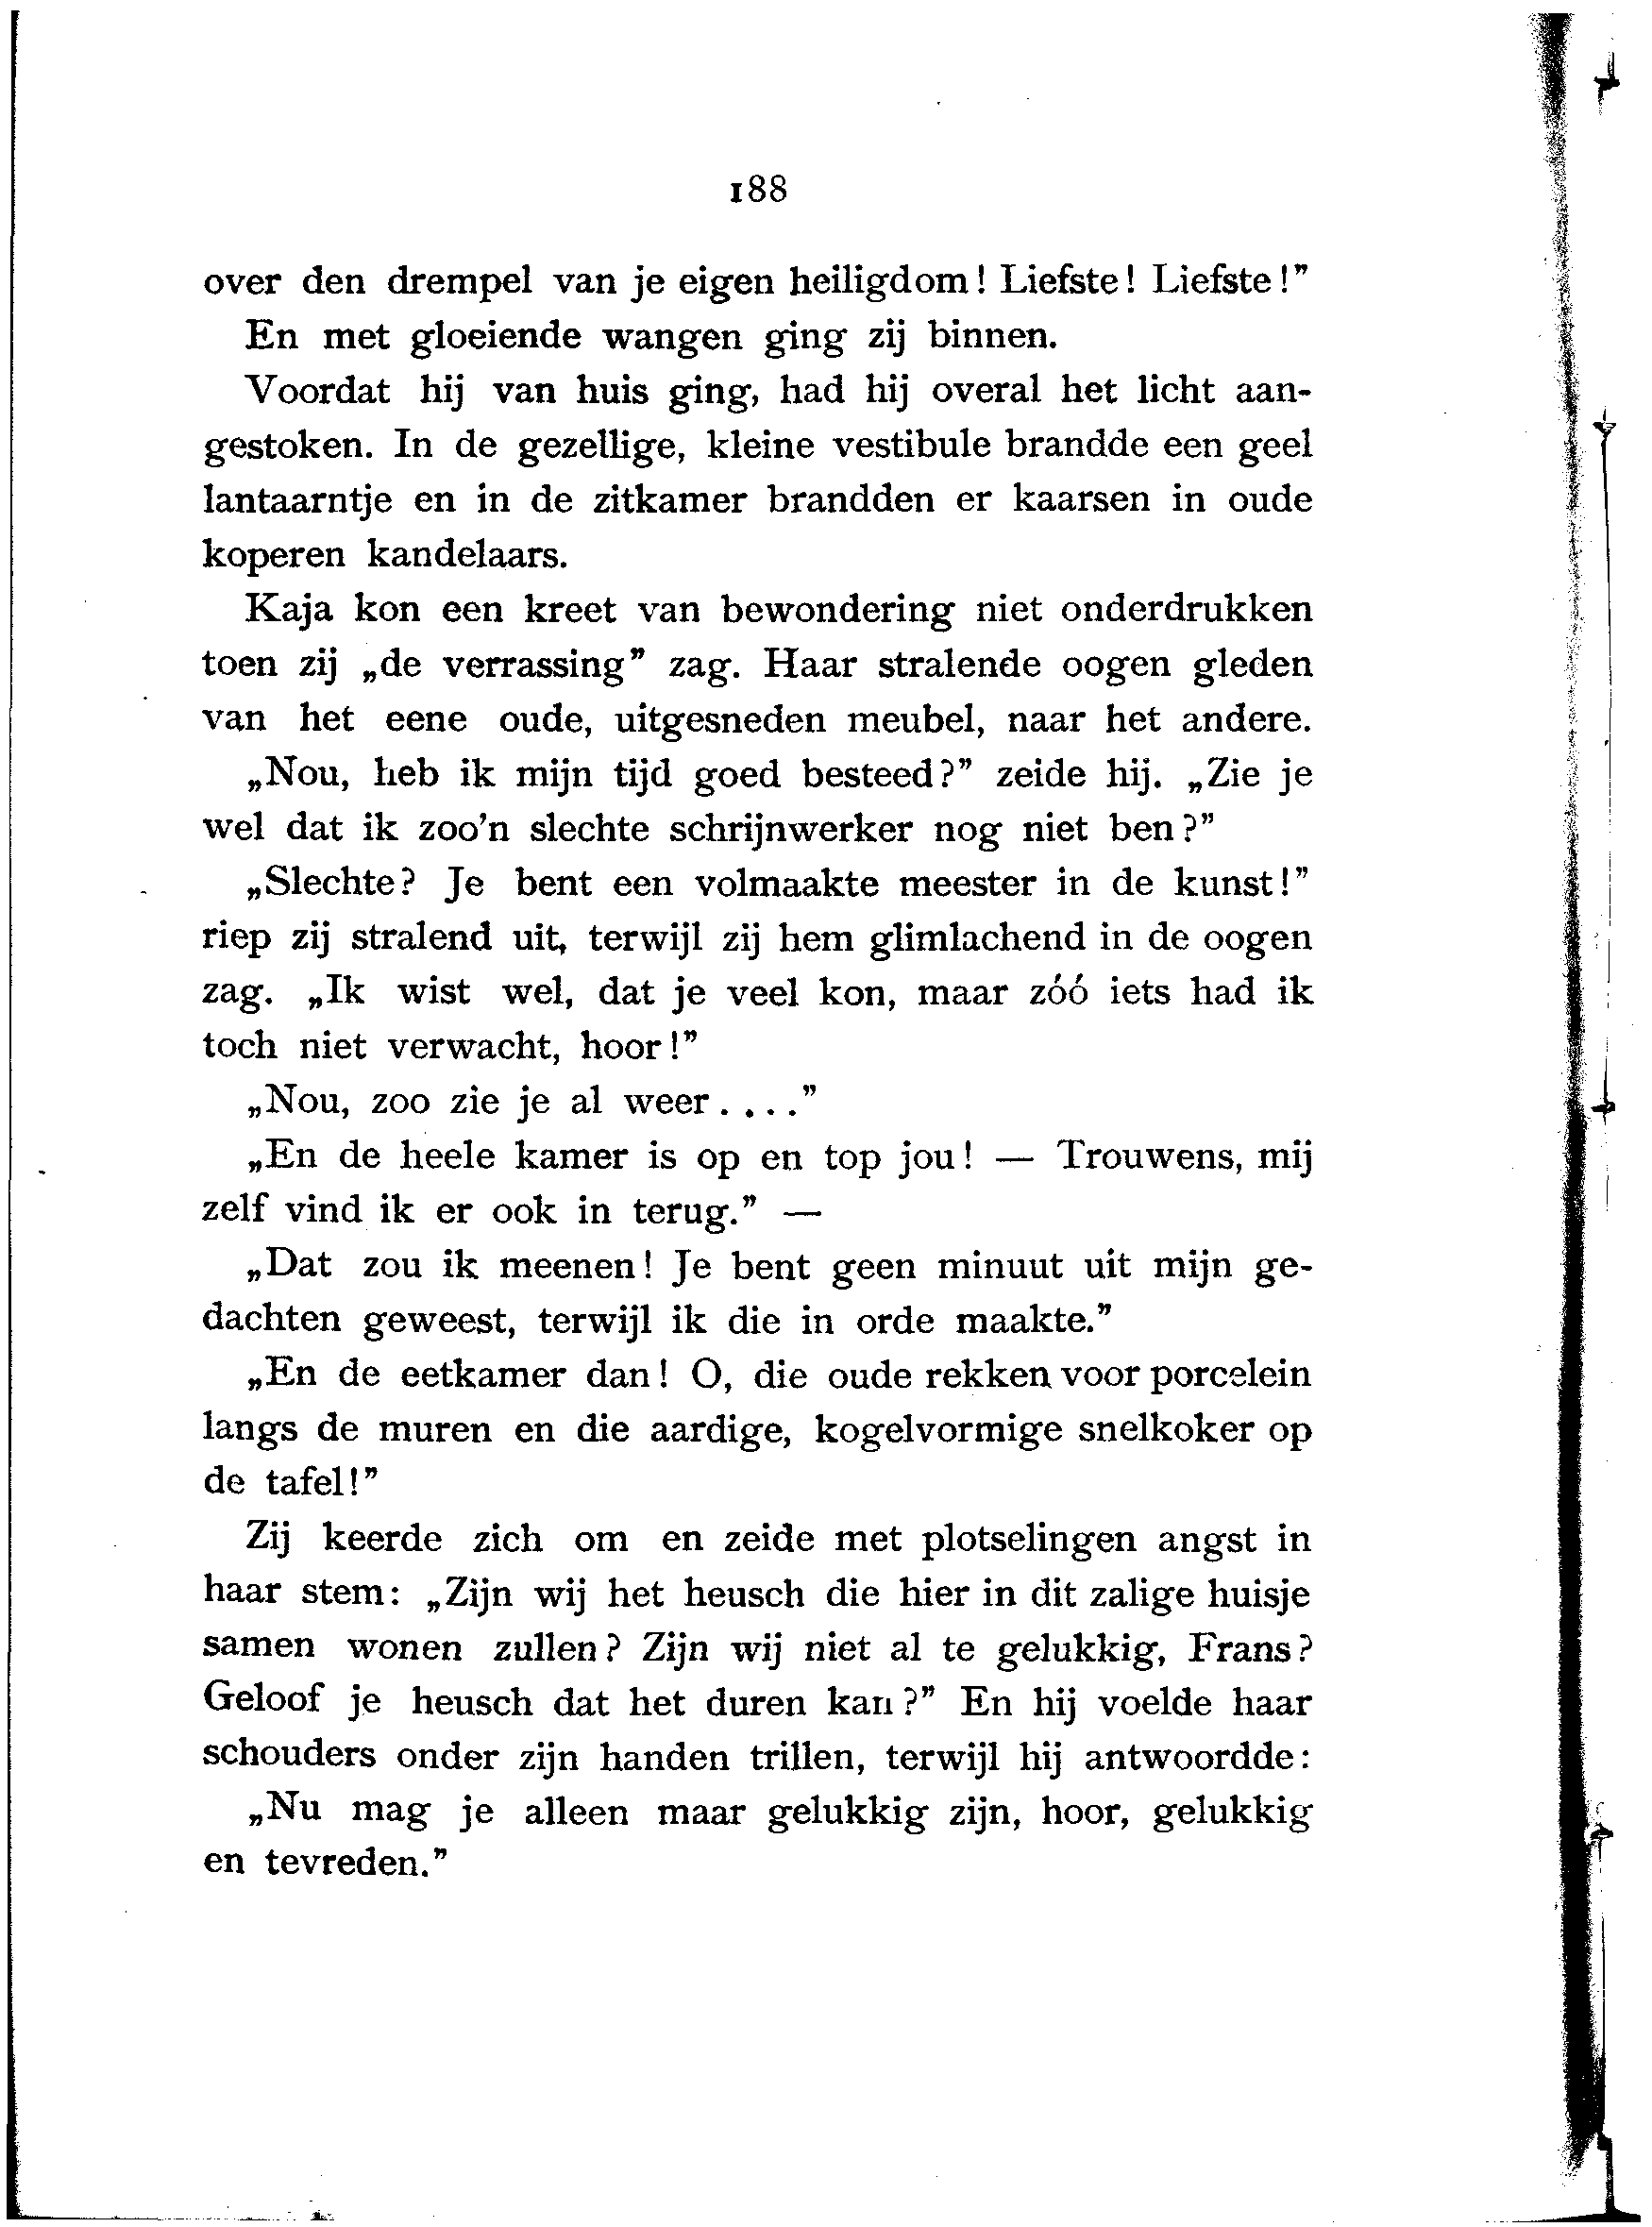 188
over den drempel van je eigen heiligdom! Liefste! Liefste!”
En met gloeiende wangen ging zij binnen.
Voordat hij van huis ging, had hij overal het licht aan-
gestoken. In de gezellige, kleine vestibule brandde een geel
lantaarntje en in de zitkamer brandden er kaarsen in oude
koperen kandelaars.
Kaja kon een kreet van bewondering niet onderdrukken
toen zij „de verrassing” zag. Haar stralende oogen gleden
van het eene oude, uitgesneden meubel, naar het andere.
„Nou, heb ik mijn tijd goed besteed?” zeide hij. „Zie je
wel dat ik zoo'n slechte schrijnwerker nog niet ben?”
„Slechte? Je bent een volmaakte meester in de kunst!”
riep zij stralend uit, terwijl zij hem glimlachend in de oogen
zag. „Ik wist wel, dat je veel kon, maar zóó iets had ik
toch niet verwacht, hoor!”
„Nou, zoo zie je al weer....”
„En de heele kamer is op en top jou! — Trouwens, mij
zelf vind ik er ook in terug.” —
„Dat zou ik meenen! Je bent geen minuut uit mijn ge-
dachten geweest, terwijl ik die in orde maakte.”
„En de eetkamer dan! O, die oude rekken voor porcelein
langs de muren en die aardige, kogelvormige snelkoker op
de tafel!”
Zij keerde zich om en zeide met plotselingen angst in
haar stem: „Zijn wij het heusch die hier in dit zalige huisje
samen wonen zullen? Zijn wij niet al te gelukkig, Frans?
Geloof je heusch dat het duren kan?” En hij voelde haar
schouders onder zijn handen trillen, terwijl hij antwoordde:
„Nu mag je alleen maar gelukkig zijn, hoor, gelukkig
en tevreden.”